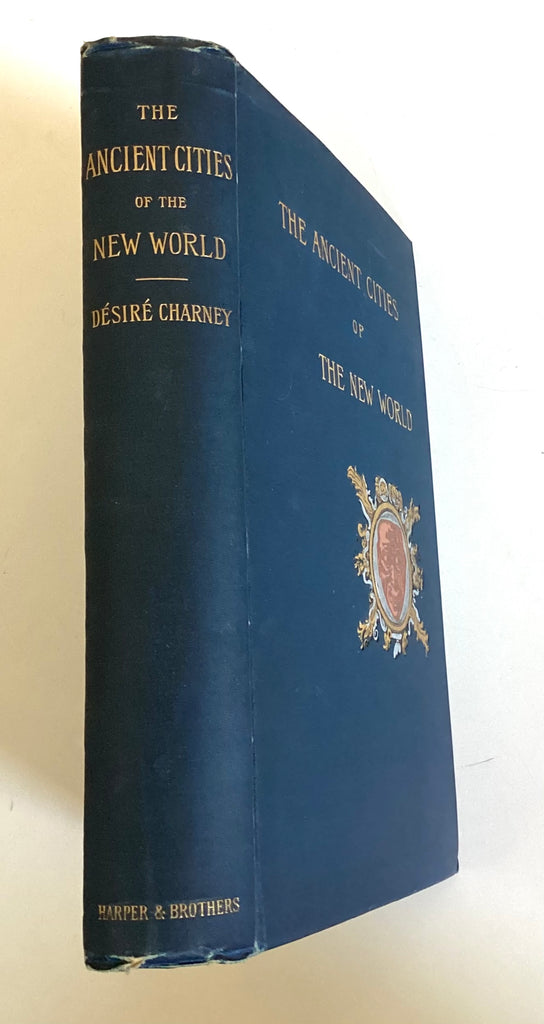 THE
ANCIENT CITIES
OF THE
NEW WORLD
DÉSIRÉ CHARNEY
HARPER & BROTHERS
THE ANCIENT CITIES
OF
THE NEW WORLD